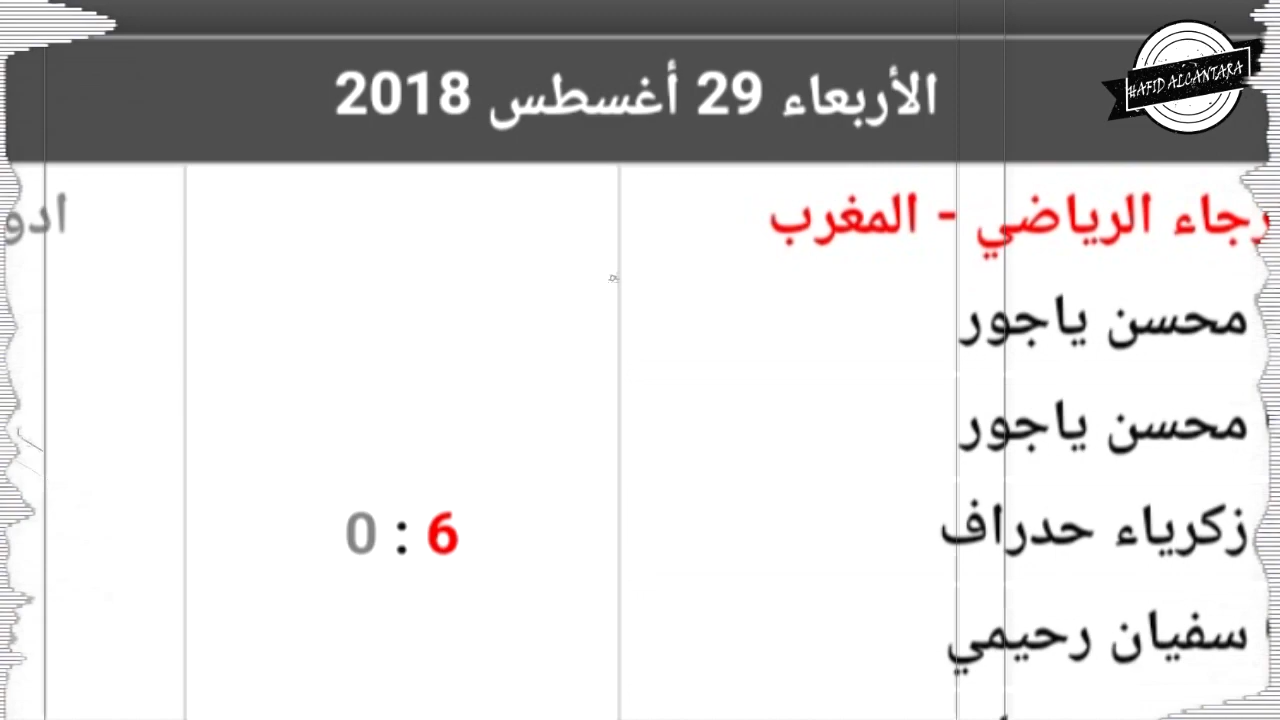 الأربعاء 29 أغسطس 2018
HAFID ALCANTARA
رجاء الرياضي - المغرب
محسن ياجور
محسن ياجور
زكرياء حدراف
6 : 0
سفيان رحيمي